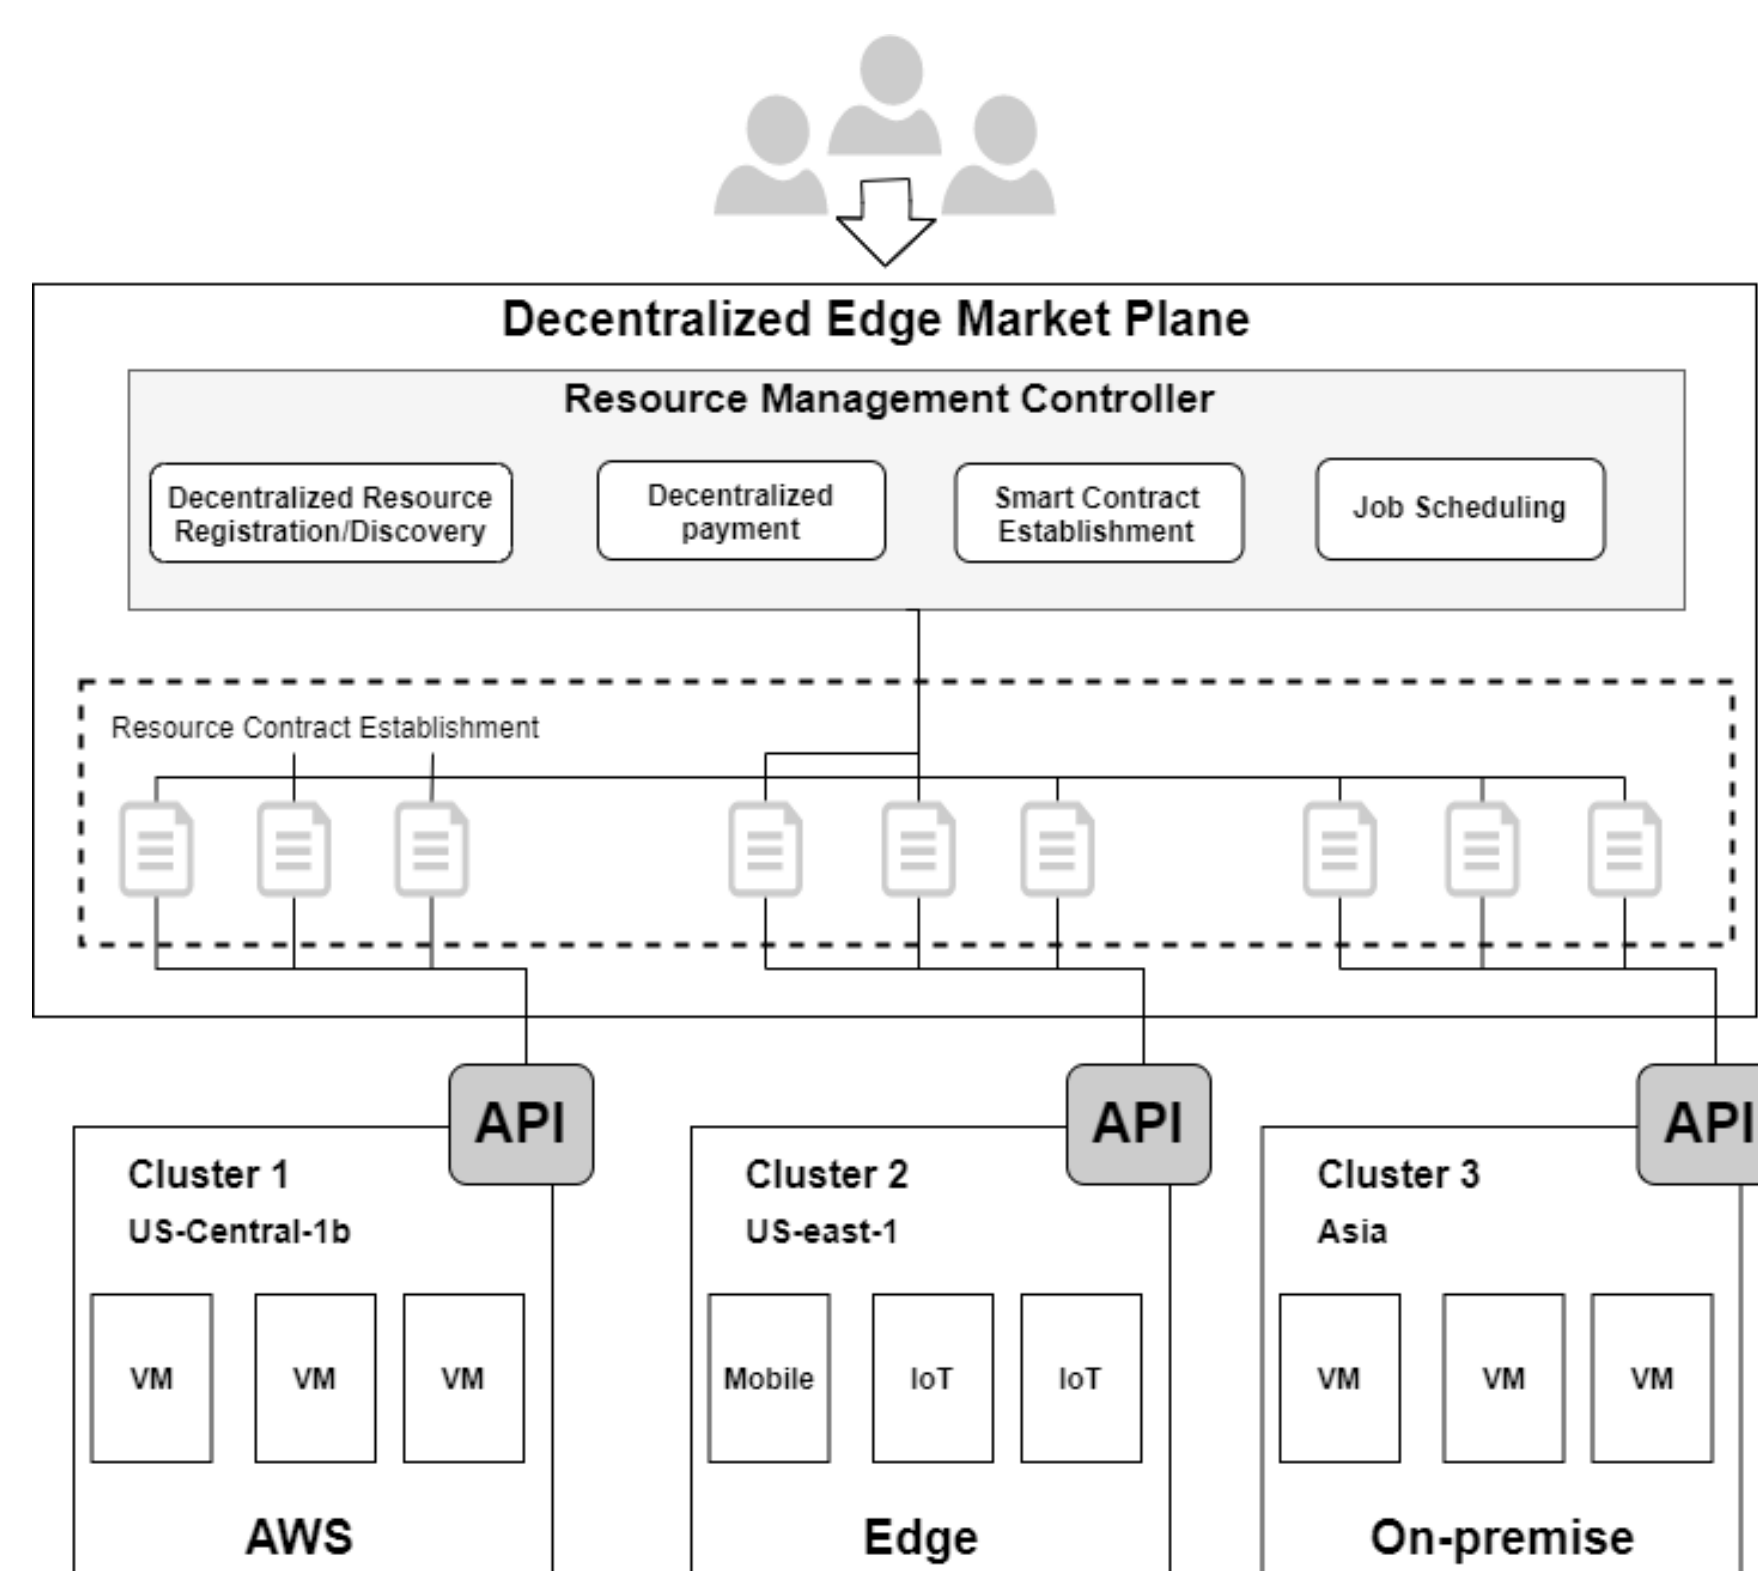 Decentralized Edge Market Plane
Resource Management Controller
Decentralized Resource
Registration/Discovery
Decentralized
payment
Smart Contract
Establishment
Job Scheduling
Resource Contract Establishment
API
API
API
Cluster 1
US-Central-1b
Cluster 2
US-east-1
Cluster 3
Asia
VM
VM
VM
Mobile
IoT
IoT
VM
VM
VM
AWS
Edge
On-premise